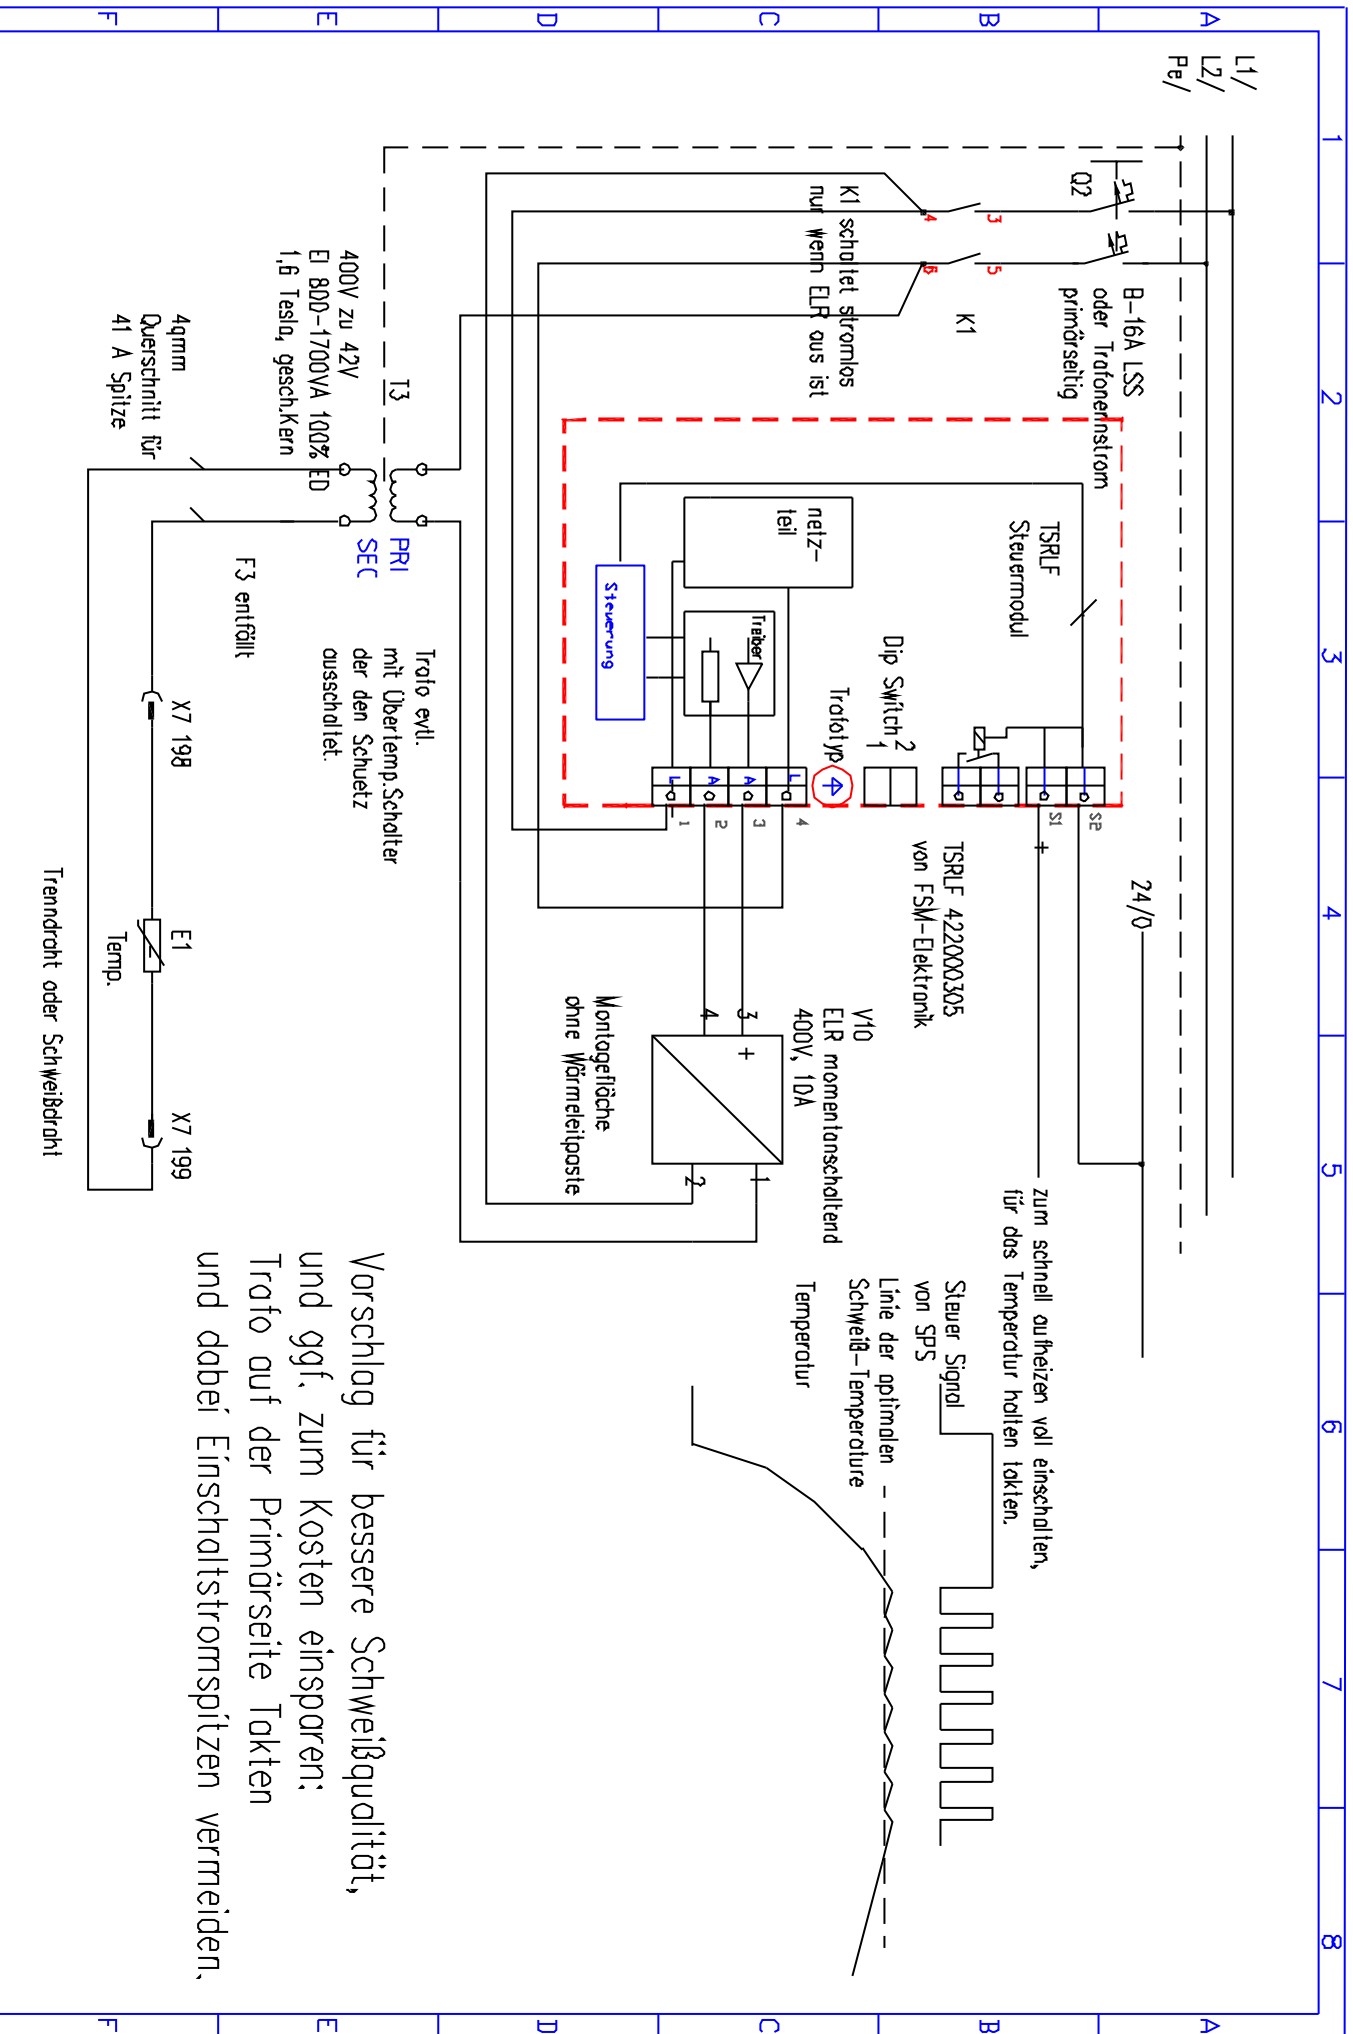 1
2
3
4
5
6
7
8
A
B
C
D
E
F
A
B
C
D
E
F
L1/
L2/
Pe/
Q2
B-16A LSS
oder Trafonennstrom
primärseitig
3
4
5
6
K1
K1 schaltet stromlos
nur wenn ELR aus ist
T3
400V zu 42V
EI 800-1700VA 100% ED
1,6 Tesla, gesch.Kern
4qmm
Querschnitt für
41 A Spitze
PRI
SEC
F3 entfällt
Trafo evtl.
mit Übertemp.Schalter
der den Schuetz
ausschaltet.
TSRLF
Steuermodul
netz-
teil
Treiber
Steuerung
Dip Switch 2
1
Trafotyp
L
A
A
L
1
2
3
4
S1
S2
+
24/0
TSRLF 422000305
von FSM-Elektronik
V10
ELR momentanschaltend
400V, 10A
3
4
+
1
2
Montagefläche
ohne Wärmeleitpaste
X7 198
E1
Temp.
X7 199
Trenndraht oder Schweißdraht
zum schnell aufheizen voll einschalten,
für das Temperatur halten takten.
Steuer Signal
von SPS
Linie der optimalen
Schweiß-Temperature
Temperatur
Vorschlag für bessere Schweißqualität,
und ggf. zum Kosten einsparen:
Trafo auf der Primärseite Takten
und dabei Einschaltstromspitzen vermeiden.